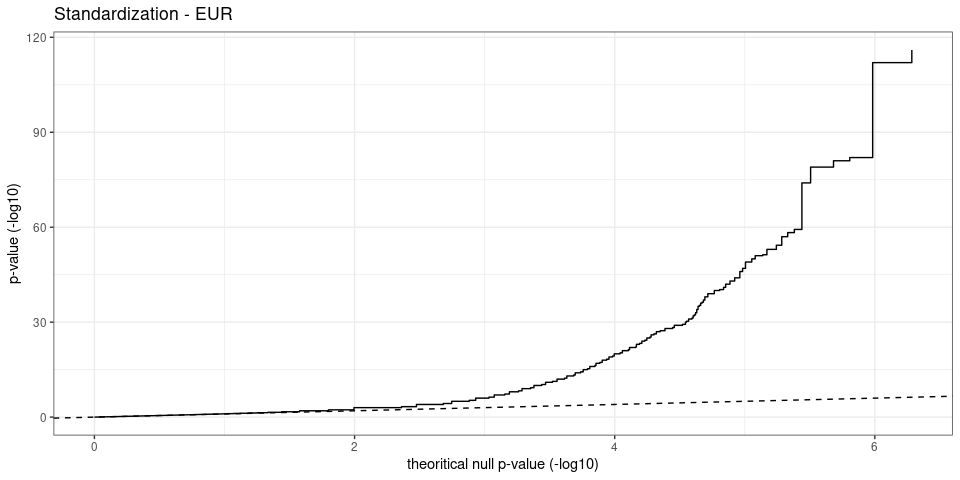 Standardization - EUR
120
90
60
30
0
p-value (-log10)
0 2 4 6
theoritical null p-value (-log10)